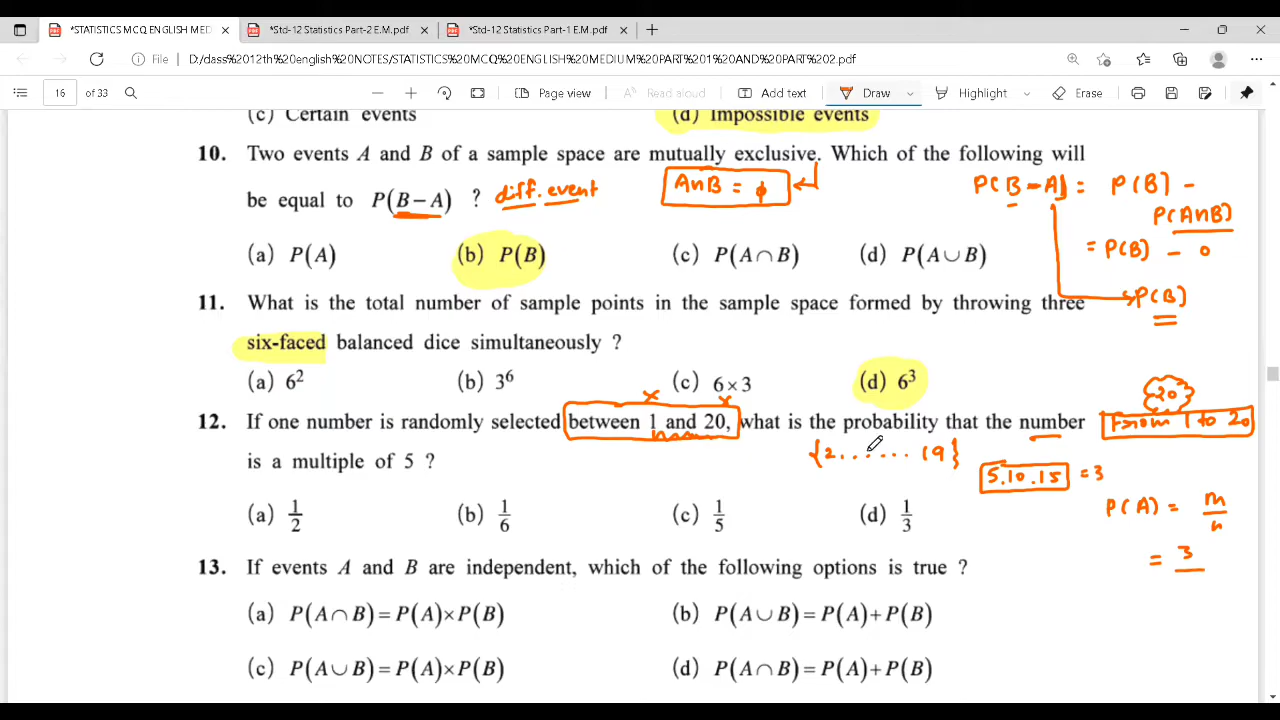 *STATISTICS MCQ ENGLISH MED
*Std-12 Statistics Part-2 E.M.pdf
*Std-12 Statistics Part-1 E.M.pdf
File D:/class%2012th%20english%20NOTES/STATISTICS%20MCQ%20ENGLISH%20MEDIUM%20PART%201%20AND%20PART%202.pdf
16 of 33 Page view Read aloud Add text Draw Highlight Erase
(c) Certain events (d) Impossible events
10. Two events A and B of a sample space are mutually exclusive. Which of the following will
be equal to P(B−A) ? diff. event
A∩B = ϕ
P(B-A) = P(B) -
P(A∩B)
= P(B) - 0
P(B)
(a) P(A) (b) P(B) (c) P(A∩B) (d) P(A∪B)
11. What is the total number of sample points in the sample space formed by throwing three
six-faced balanced dice simultaneously ?
(a) 6² (b) 3⁶ (c) 6×3 (d) 6³
x x
20
12. If one number is randomly selected between 1 and 20, what is the probability that the number
From 1 to 20
is a multiple of 5 ?
{2.......19}
5.10.15 = 3
P(A) = m/n
= 3
(a) 1/2 (b) 1/6 (c) 1/5 (d) 1/3
13. If events A and B are independent, which of the following options is true ?
(a) P(A∩B)=P(A)×P(B) (b) P(A∪B)=P(A)+P(B)
(c) P(A∪B)=P(A)×P(B) (d) P(A∩B)=P(A)+P(B)